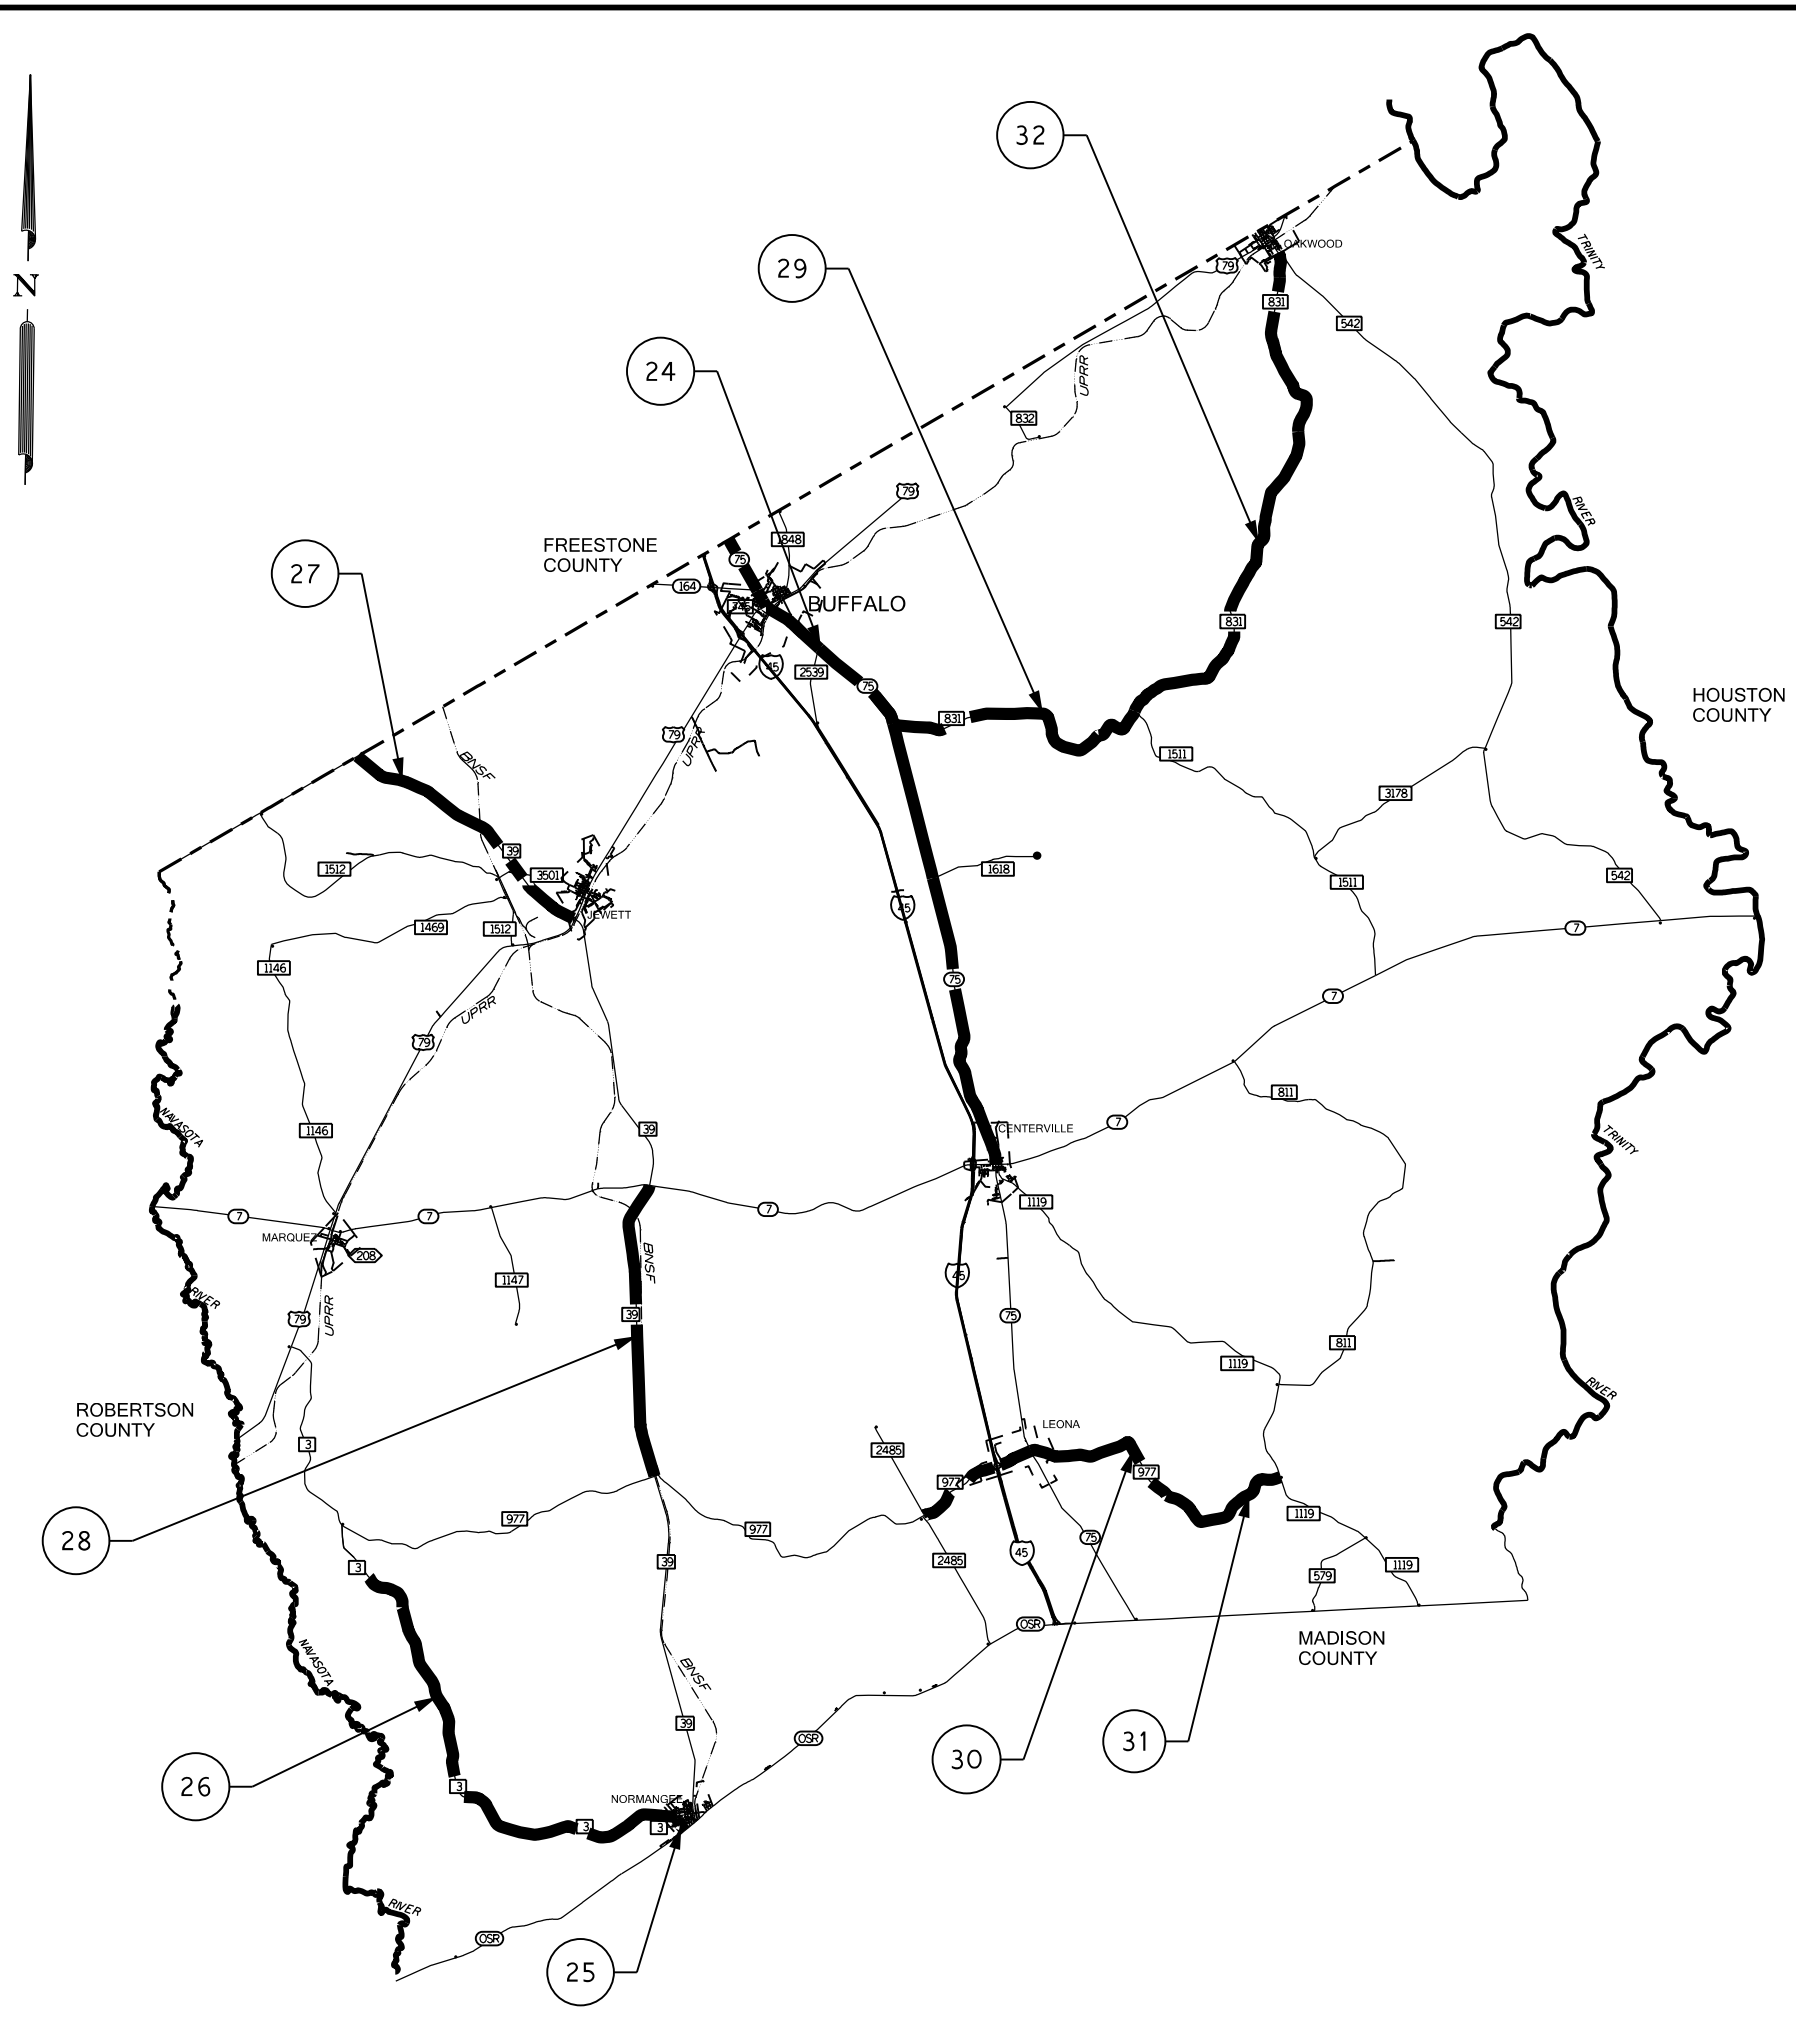 32
TRINITY
OAKWOOD
79
831
29
542
N
24
UPRR
832
79
RIVER
FREESTONE
COUNTY
1848
75
27
164
BUFFALO
831
542
45
2539
75
HOUSTON
COUNTY
831
79
UPRR
1511
BNSF
3178
39
1512
3501
1618
542
1511
45
JEWETT
1469
1512
7
1146
75
7
UPRR
79
811
NAVASOTA
1146
39
CENTERVILLE
7
TRINITY
1119
7
7
7
MARQUEZ
208
BNSF
45
1147
RIVER
79
UPRR
39
75
811
1119
RIVER
ROBERTSON
COUNTY
LEONA
3
2485
977
977
28
977
977
1119
75
45
3
39
2485
1119
579
OSR
MADISON
COUNTY
NAVASOTA
BNSF
39
OSR
31
30
26
3
NORMANGEE
3
3
RIVER
OSR
25